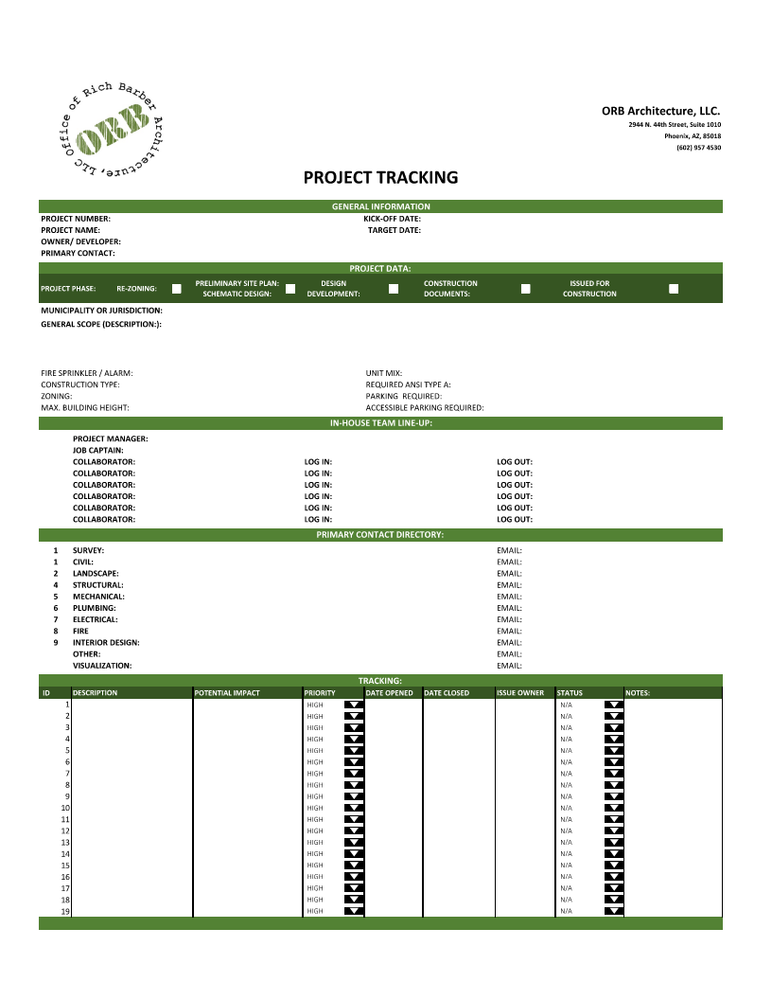 Office of Rich Barber Architecture, LLC
ORB
ORB Architecture, LLC.
2944 N. 44th Street, Suite 1010
Phoenix, AZ, 85018
(602) 957 4530
PROJECT TRACKING
GENERAL INFORMATION
PROJECT NUMBER: KICK-OFF DATE:
PROJECT NAME: TARGET DATE:
OWNER/ DEVELOPER:
PRIMARY CONTACT:
PROJECT DATA:
PROJECT PHASE: RE-ZONING: PRELIMINARY SITE PLAN: SCHEMATIC DESIGN: DESIGN DEVELOPMENT: CONSTRUCTION DOCUMENTS: ISSUED FOR CONSTRUCTION
MUNICIPALITY OR JURISDICTION:
GENERAL SCOPE (DESCRIPTION:):
FIRE SPRINKLER / ALARM: UNIT MIX:
CONSTRUCTION TYPE: REQUIRED ANSI TYPE A:
ZONING: PARKING REQUIRED:
MAX. BUILDING HEIGHT: ACCESSIBLE PARKING REQUIRED:
IN-HOUSE TEAM LINE-UP:
PROJECT MANAGER:
JOB CAPTAIN:
COLLABORATOR: LOG IN: LOG OUT:
COLLABORATOR: LOG IN: LOG OUT:
COLLABORATOR: LOG IN: LOG OUT:
COLLABORATOR: LOG IN: LOG OUT:
COLLABORATOR: LOG IN: LOG OUT:
COLLABORATOR: LOG IN: LOG OUT:
PRIMARY CONTACT DIRECTORY:
1 SURVEY: EMAIL:
1 CIVIL: EMAIL:
2 LANDSCAPE: EMAIL:
4 STRUCTURAL: EMAIL:
5 MECHANICAL: EMAIL:
6 PLUMBING: EMAIL:
7 ELECTRICAL: EMAIL:
8 FIRE EMAIL:
9 INTERIOR DESIGN: EMAIL:
OTHER: EMAIL:
VISUALIZATION: EMAIL:
TRACKING:
ID DESCRIPTION POTENTIAL IMPACT PRIORITY DATE OPENED DATE CLOSED ISSUE OWNER STATUS NOTES:
1 HIGH N/A
2 HIGH N/A
3 HIGH N/A
4 HIGH N/A
5 HIGH N/A
6 HIGH N/A
7 HIGH N/A
8 HIGH N/A
9 HIGH N/A
10 HIGH N/A
11 HIGH N/A
12 HIGH N/A
13 HIGH N/A
14 HIGH N/A
15 HIGH N/A
16 HIGH N/A
17 HIGH N/A
18 HIGH N/A
19 HIGH N/A